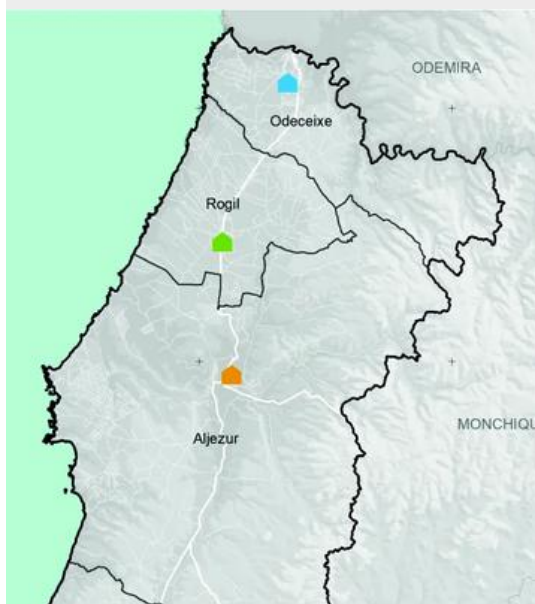 ODEMIRA
Odeceixe
Rogil
Aljezur
MONCHIQU